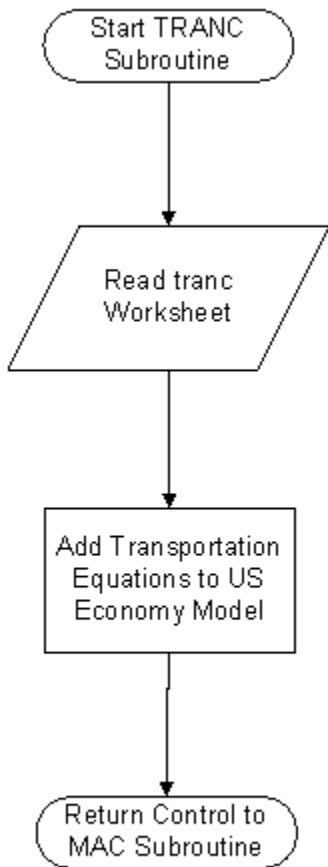 Start TRANC
Subroutine
Read tranc
Worksheet
Add Transportation
Equations to US
Economy Model
Return Control to
MAC Subroutine